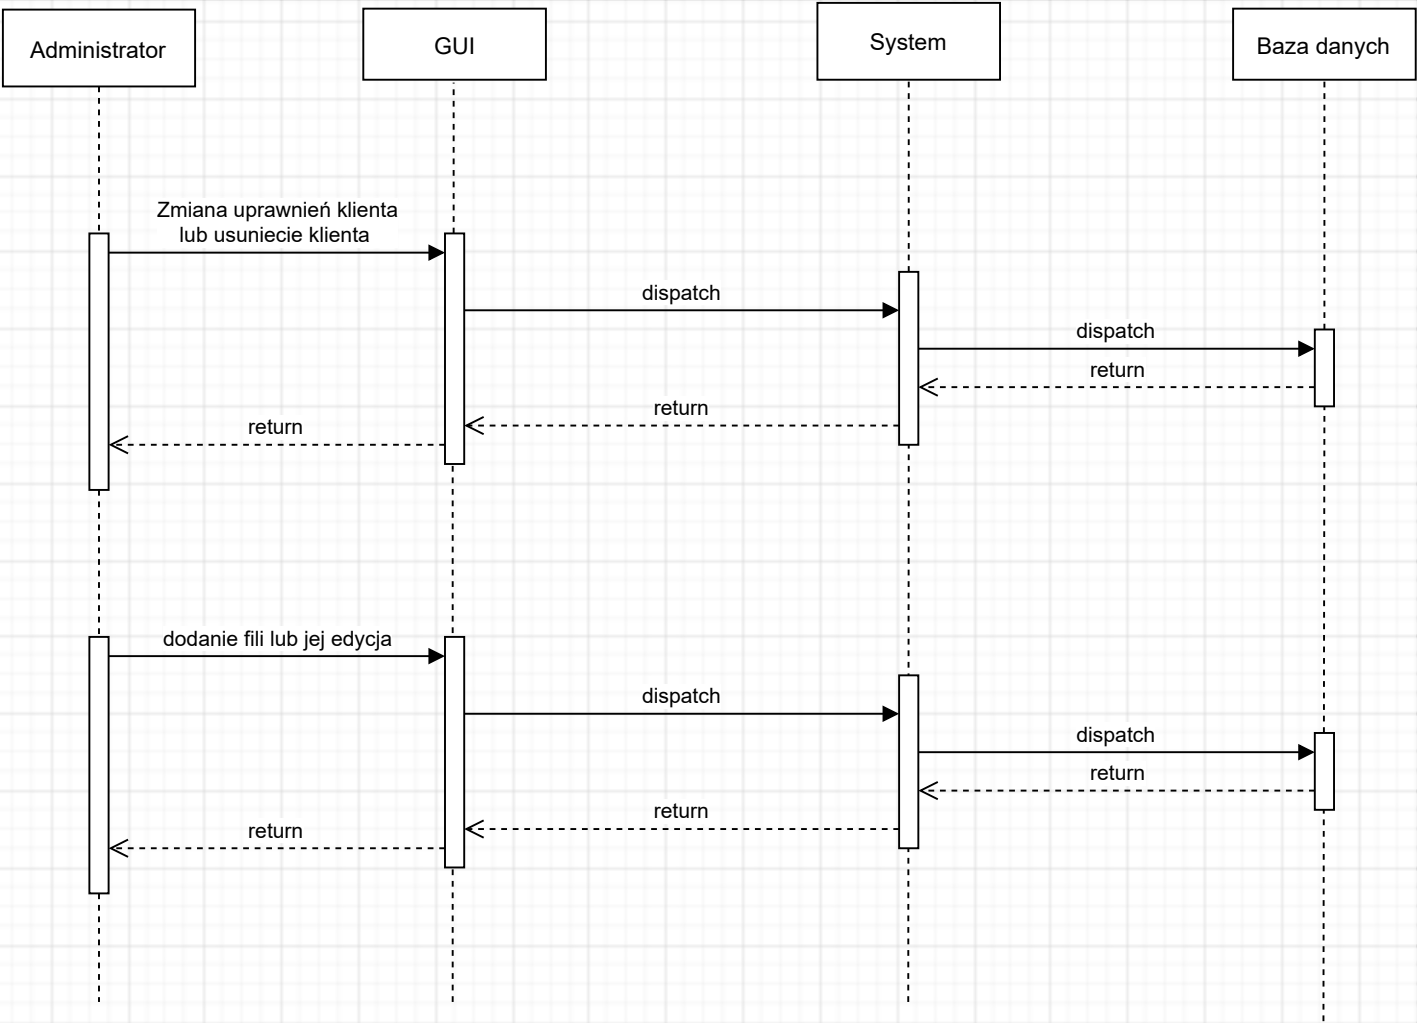 Administrator
GUI
System
Baza danych
Zmiana uprawnień klienta
lub usuniecie klienta
dispatch
dispatch
return
return
return
dodanie fili lub jej edycja
dispatch
dispatch
return
return
return